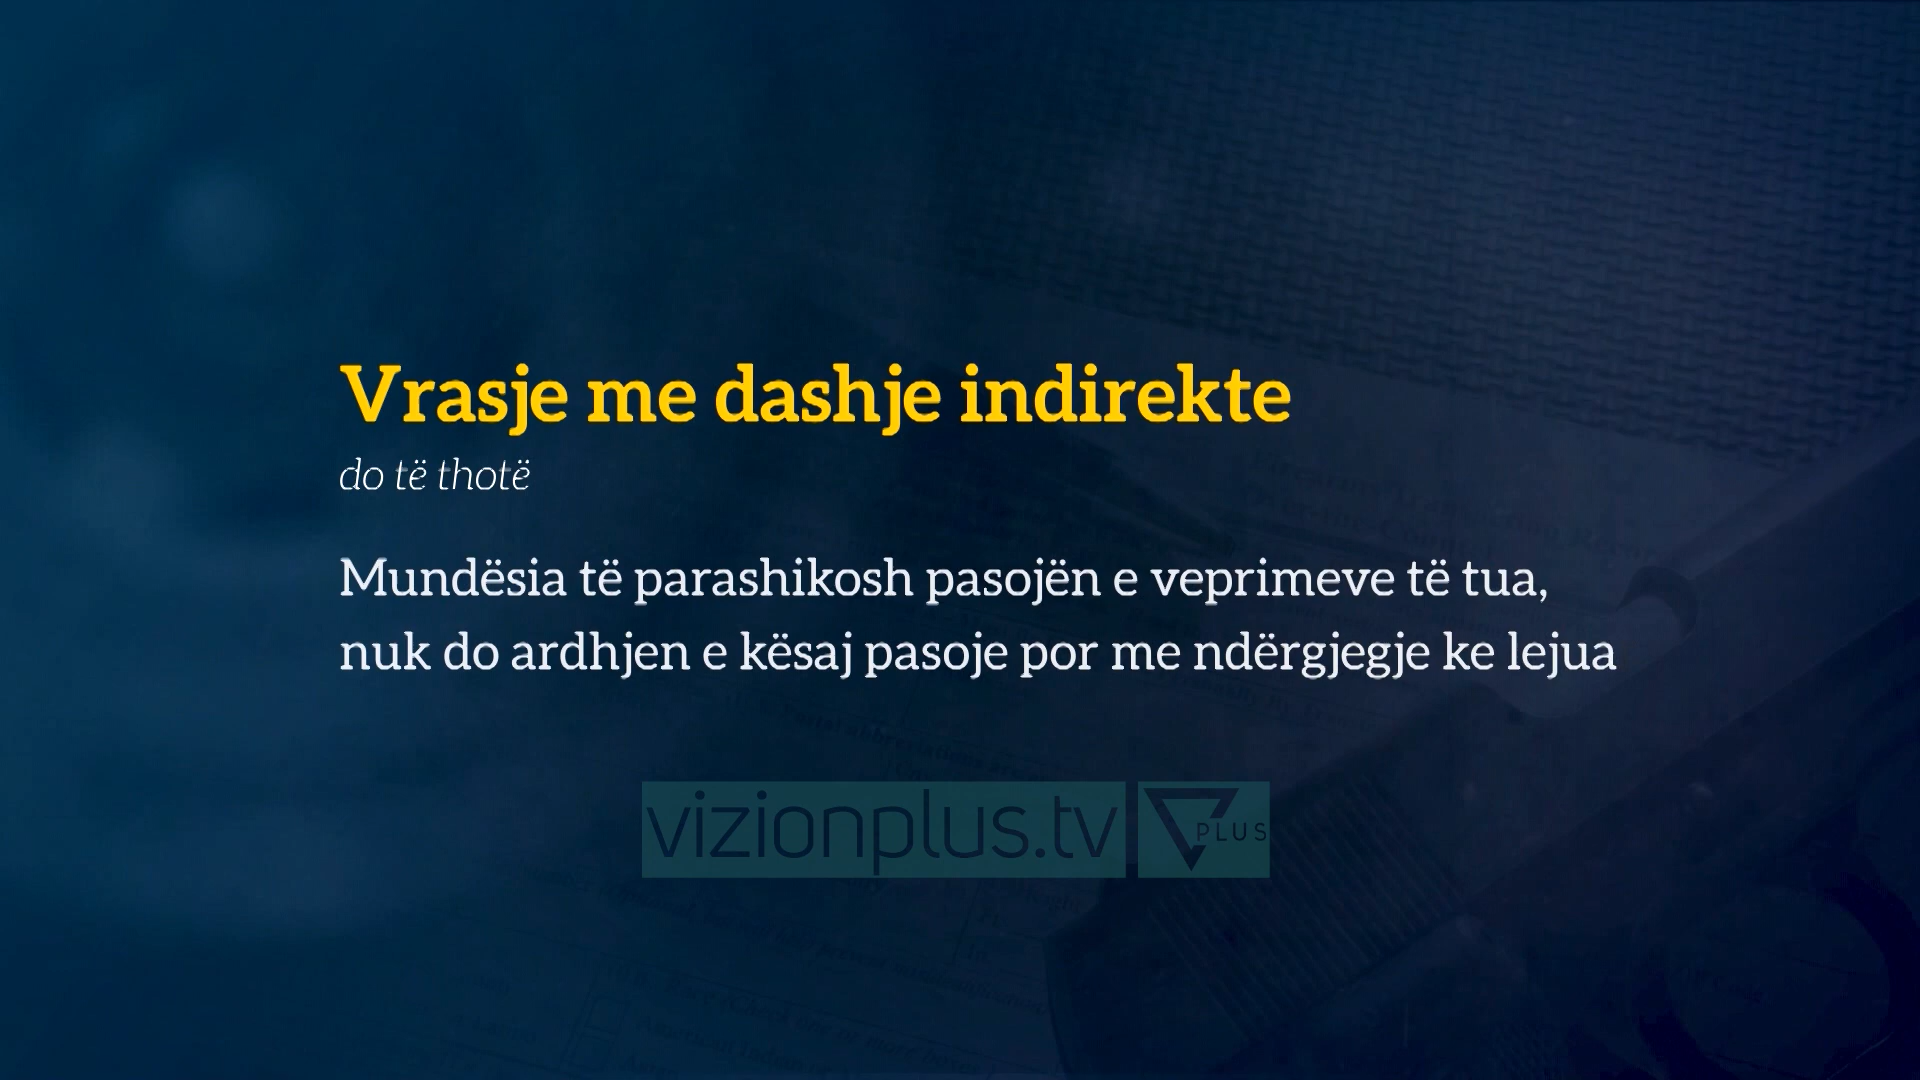 Vrasje me dashje indirekte
do të thotë
Mundësia të parashikosh pasojën e veprimeve të tua,
nuk do ardhjen e kësaj pasoje por me ndërgjegje ke lejua
vizionplus.tv
PLUS